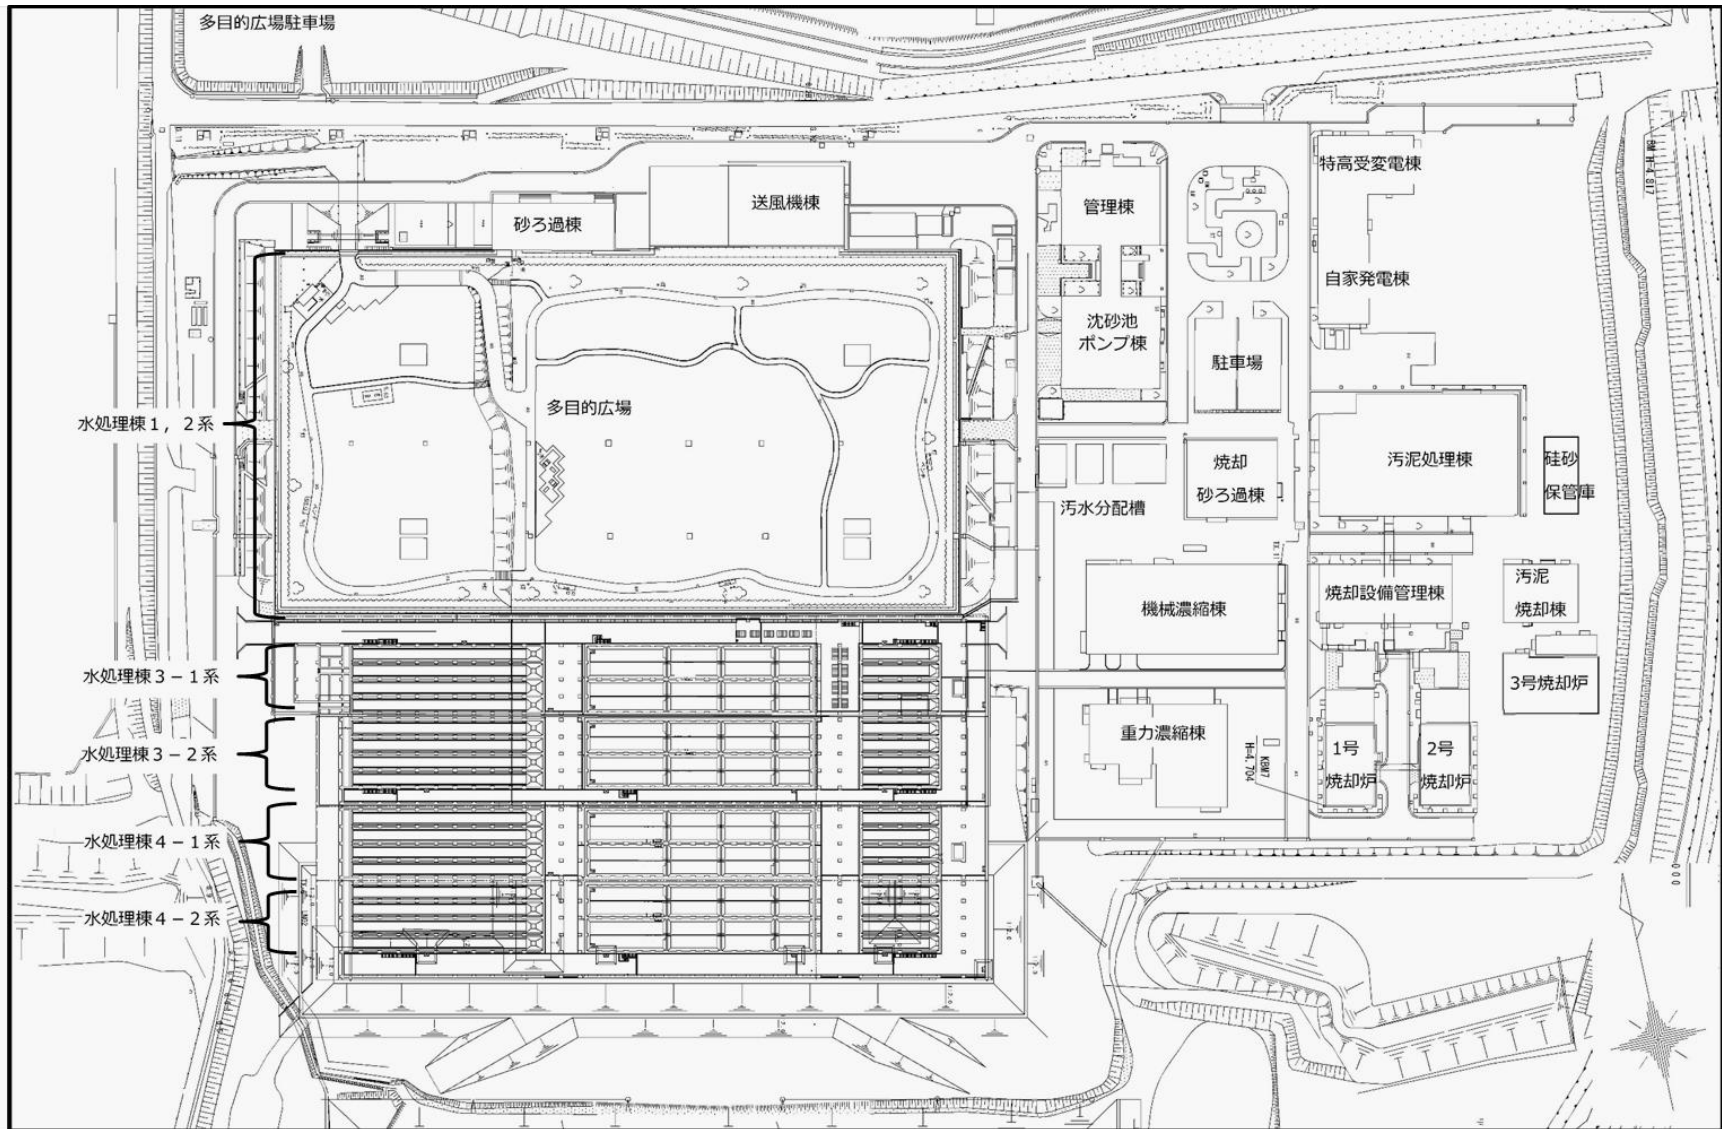 多目的広場駐車場
特高受変電棟
BM H=4.817
送風機棟
管理棟
砂ろ過棟
自家発電棟
沈砂池
ポンプ棟
駐車場
多目的広場
水処理棟1，2系
焼却
砂ろ過棟
汚泥処理棟
硅砂
保管庫
汚水分配槽
機械濃縮棟
焼却設備管理棟
汚泥
焼却棟
水処理棟3－1系
3号焼却炉
重力濃縮棟
水処理棟3－2系
1号
焼却炉
2号
焼却炉
KBM7
H=4.704
水処理棟4－1系
水処理棟4－2系